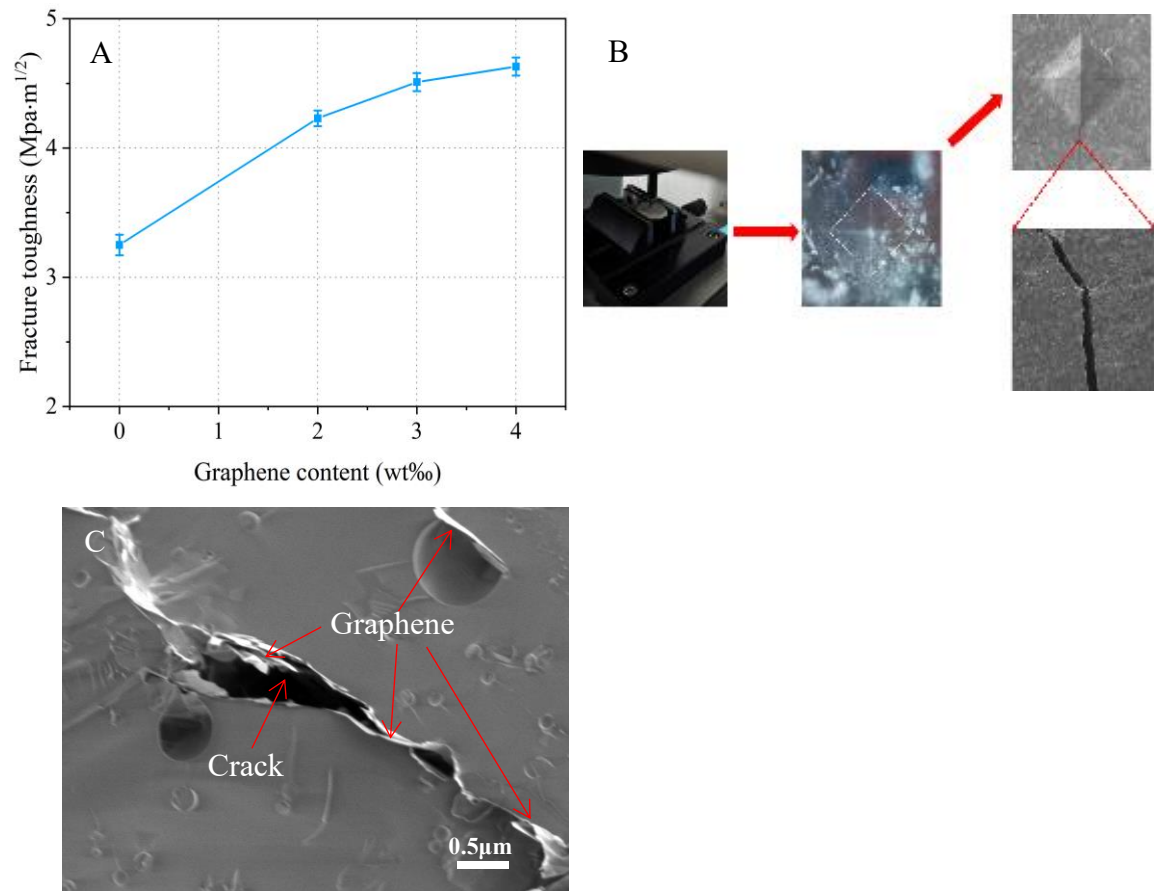 A
Fracture toughness (Mpa·m1/2)
5
4
3
2
0 1 2 3 4
Graphene content (wt‰)
B
C
Graphene
Crack
0.5μm